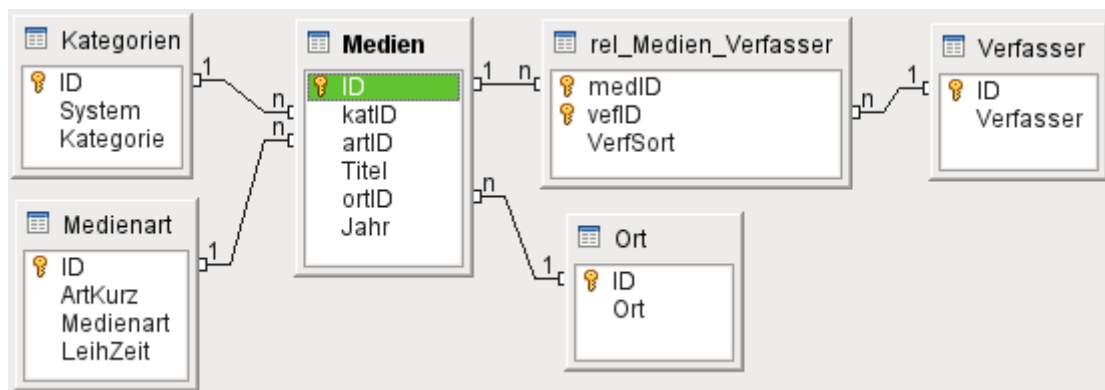 Kategorien
ID
System
Kategorie
1
n
Medien
ID
katID
artID
Titel
ortID
Jahr
1
n
rel_Medien_Verfasser
medID
vefID
VerfSort
n
1
Verfasser
ID
Verfasser
Medienart
ID
ArtKurz
Medienart
LeihZeit
1
n
n
1
Ort
ID
Ort